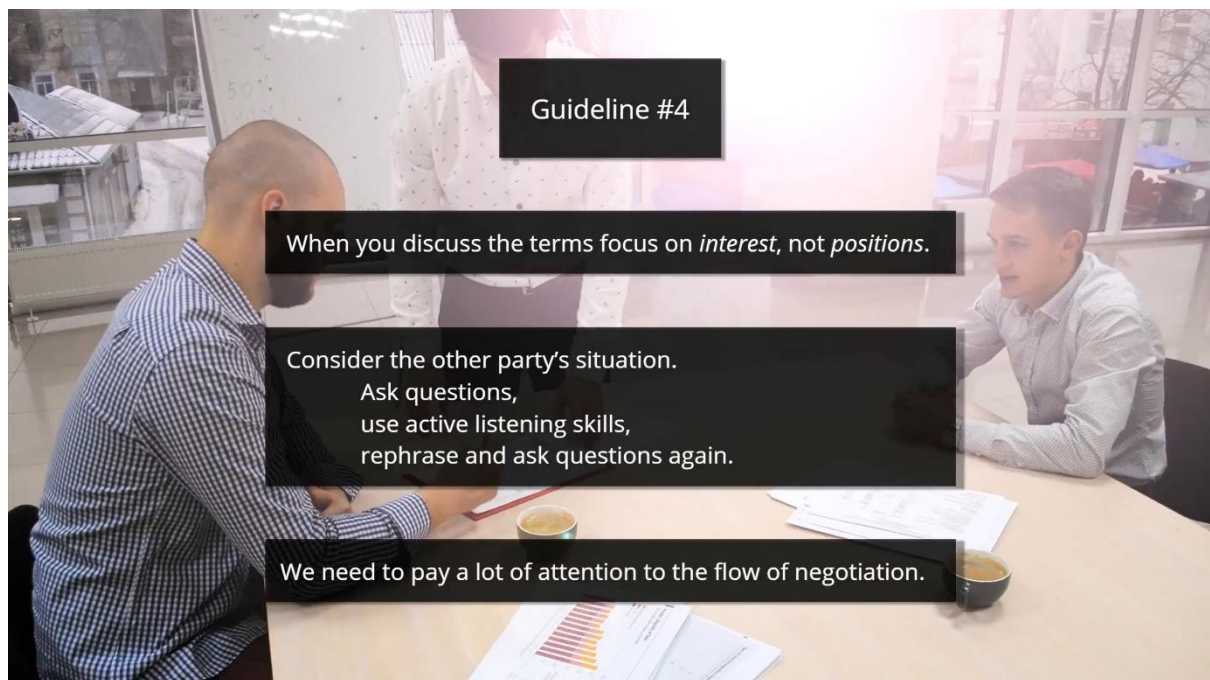 Guideline #4
When you discuss the terms focus on interest, not positions.
Consider the other party’s situation.
Ask questions,
use active listening skills,
rephrase and ask questions again.
We need to pay a lot of attention to the flow of negotiation.